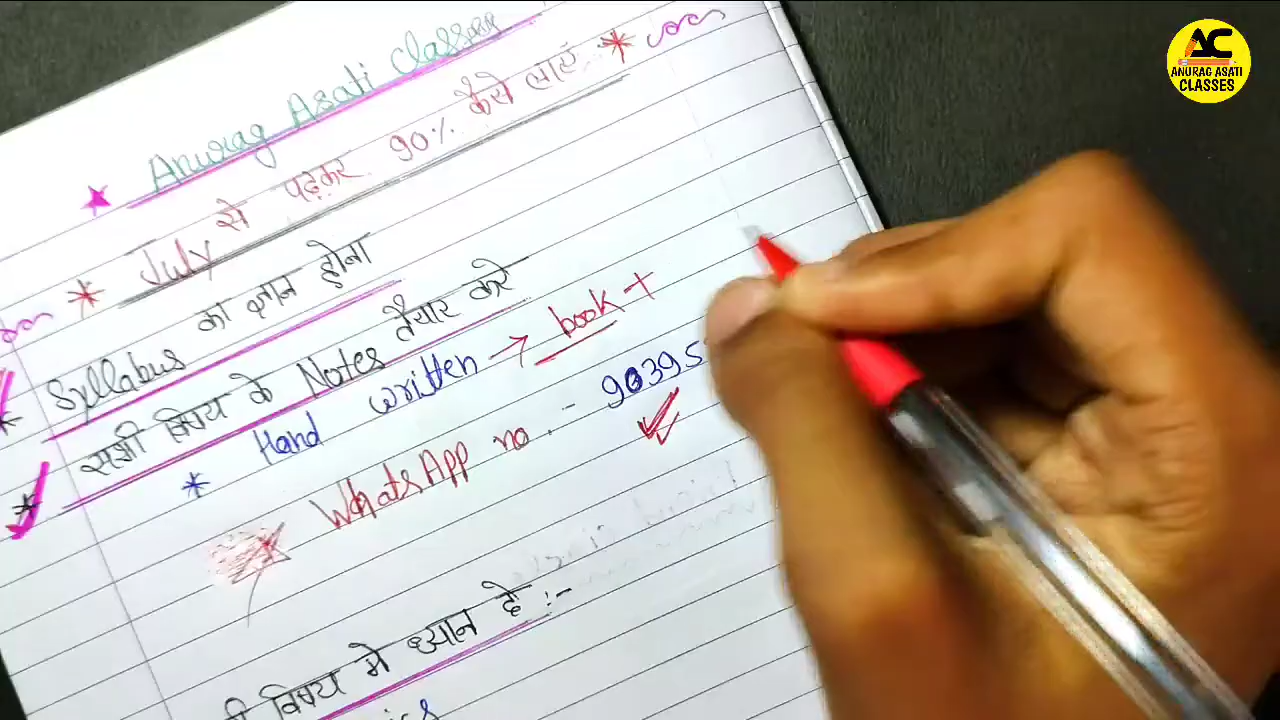 Anurag Asati classes
July से पढ़कर 90% कैसे लाएं
Syllabus का ज्ञान होना
सभी विषय के Notes तैयार करे
* Hand written → book +
WhatsApp no. :- 90395
विषय मे ध्यान दे :-
AC
ANURAG ASATI
CLASSES